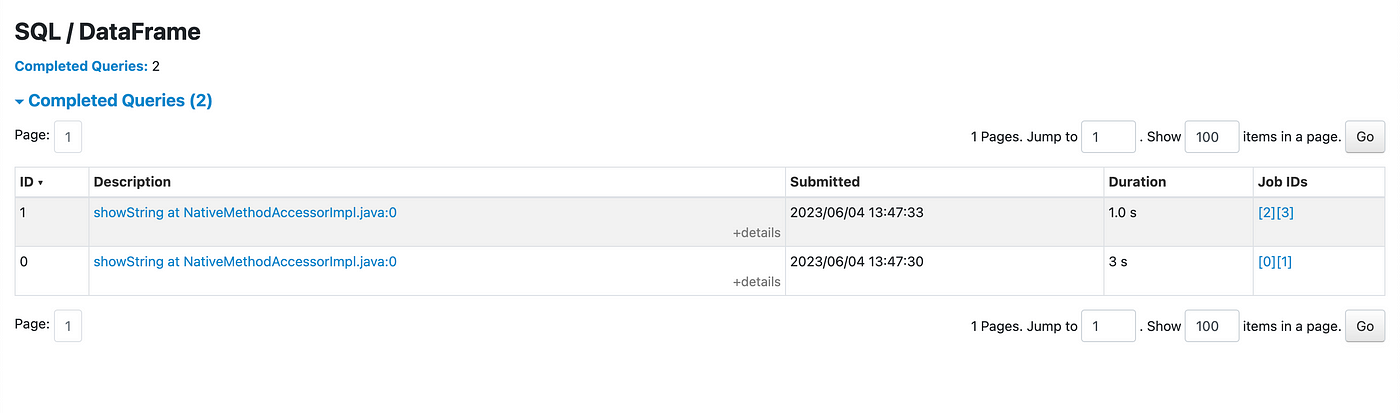 SQL / DataFrame
Completed Queries: 2
Completed Queries (2)
Page: 1 1 Pages. Jump to 1 . Show 100 items in a page. Go
ID ▾ Description Submitted Duration Job IDs
1 showString at NativeMethodAccessorImpl.java:0 2023/06/04 13:47:33 1.0 s [2][3]
+details
0 showString at NativeMethodAccessorImpl.java:0 2023/06/04 13:47:30 3 s [0][1]
+details
Page: 1 1 Pages. Jump to 1 . Show 100 items in a page. Go